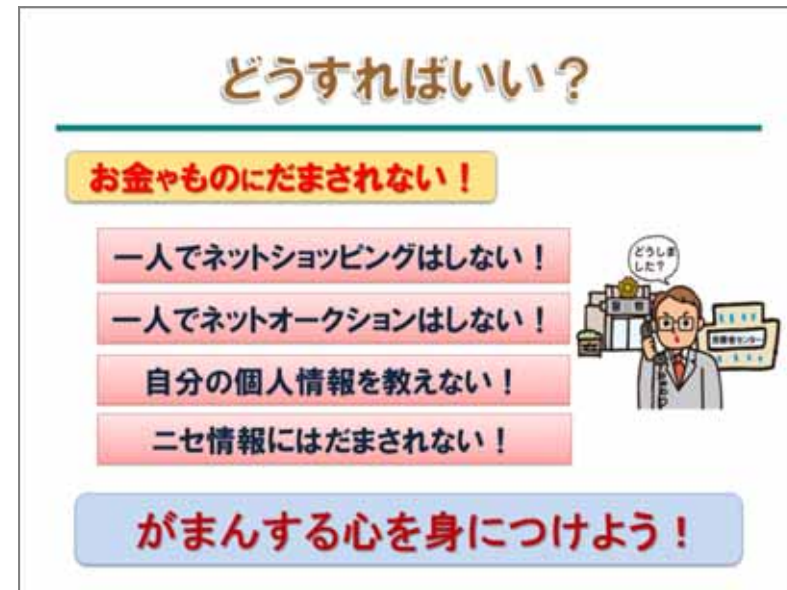 どうすればいい？
お金やものにだまされない！
一人でネットショッピングはしない！
一人でネットオークションはしない！
自分の個人情報を教えない！
ニセ情報にはだまされない！
どうしま
した？
がまんする心を身につけよう！